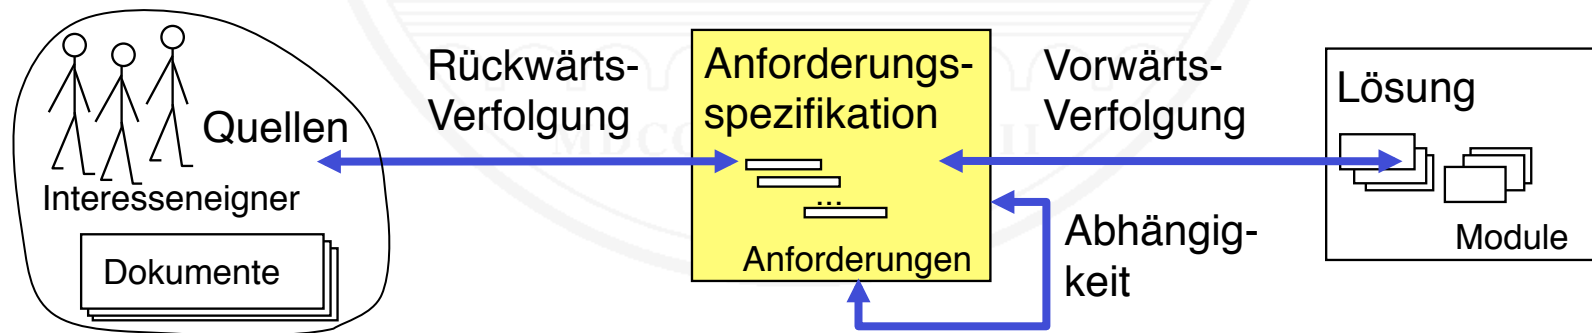 Quellen
Interesseneigner
Dokumente
Rückwärts-
Verfolgung
Anforderungs-
spezifikation
...
Anforderungen
Vorwärts-
Verfolgung
Abhängig-
keit
Lösung
Module